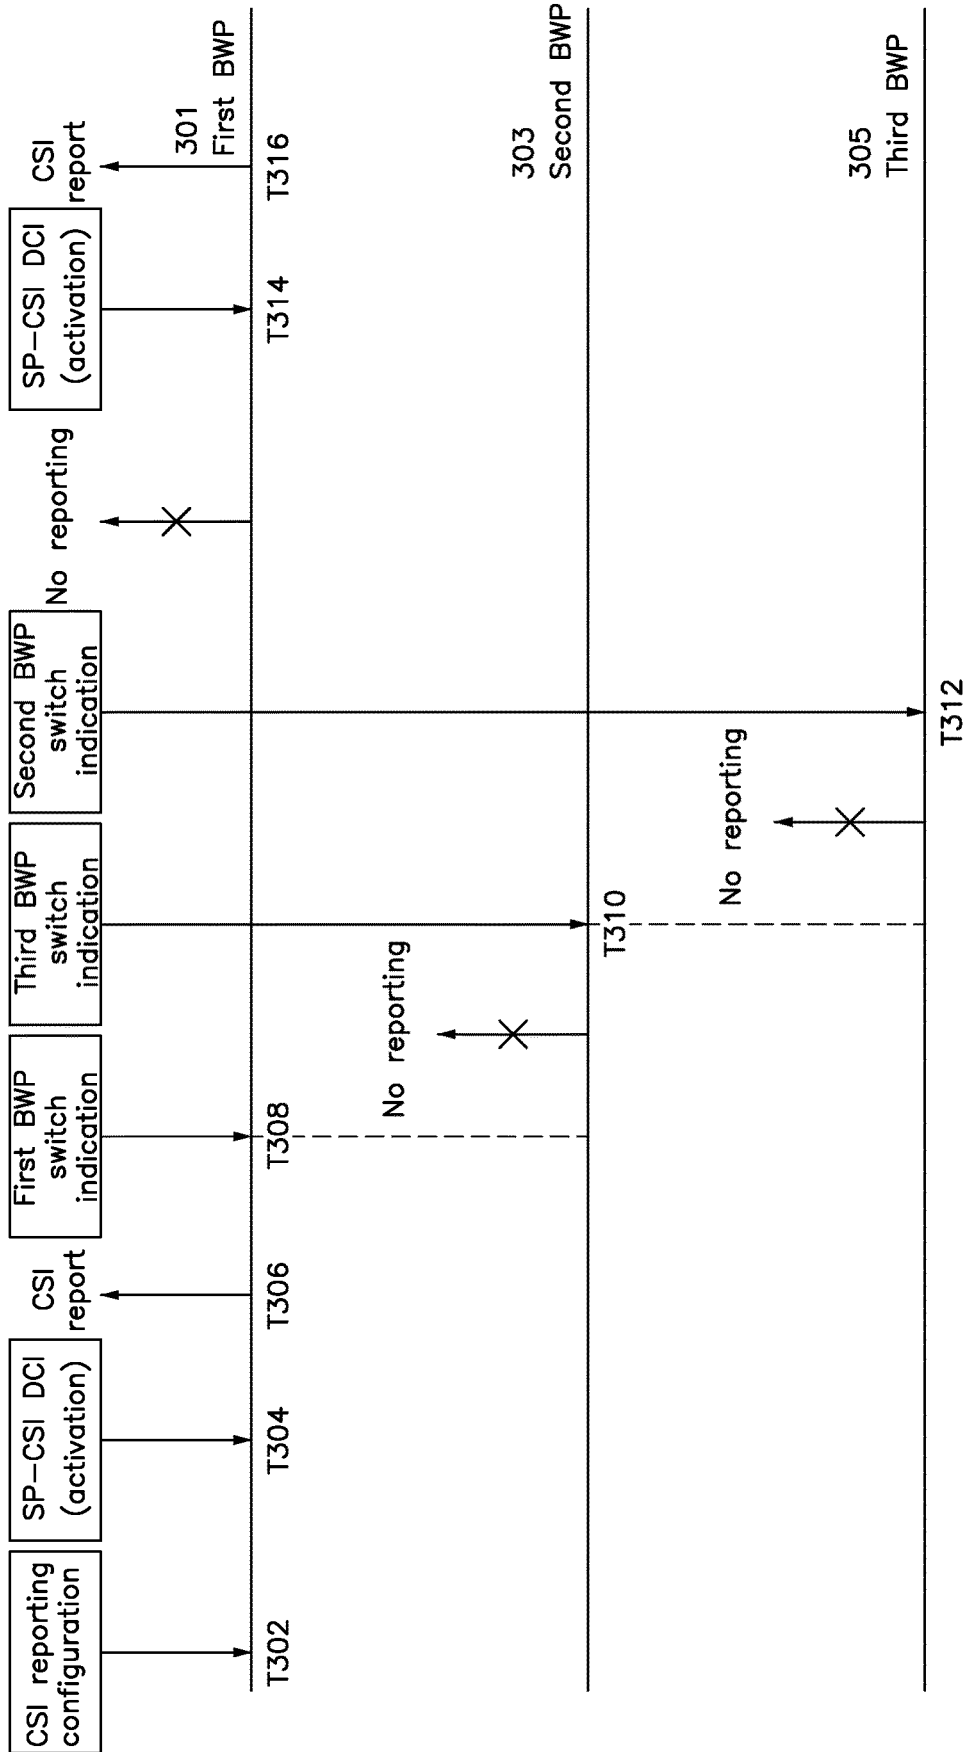 CSI reporting
configuration
SP-CSI DCI
(activation)
CSI
report
First BWP
switch
indication
Third BWP
switch
indication
Second BWP
switch
indication
No reporting
SP-CSI DCI
(activation)
CSI
report
301
First BWP
T302
T304
T306
T308
T314
T316
No reporting
303
Second BWP
T310
No reporting
305
Third BWP
T312